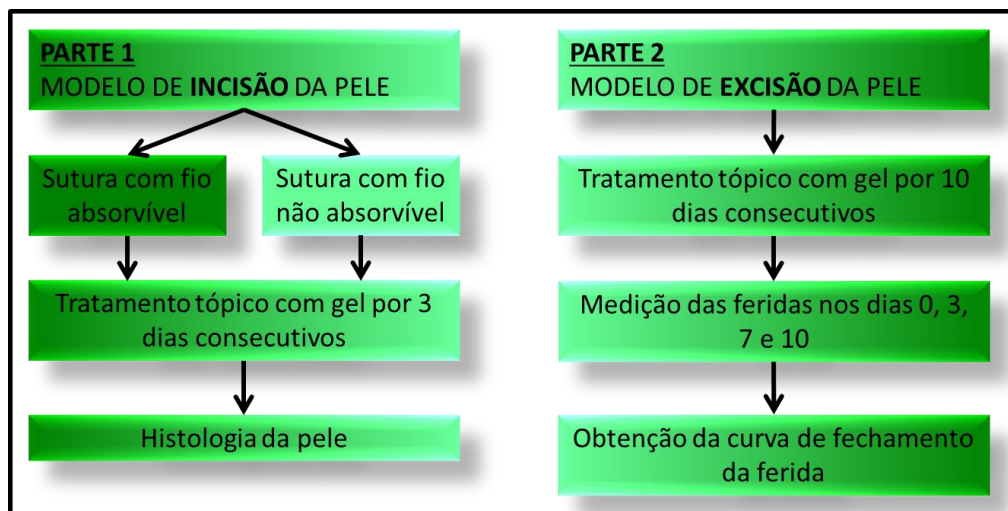 PARTE 1
MODELO DE INCISÃO DA PELE
Sutura com fio
absorvível
Sutura com fio
não absorvível
Tratamento tópico com gel por 3
dias consecutivos
Histologia da pele
PARTE 2
MODELO DE EXCISÃO DA PELE
Tratamento tópico com gel por 10
dias consecutivos
Medição das feridas nos dias 0, 3,
7 e 10
Obtenção da curva de fechamento
da ferida